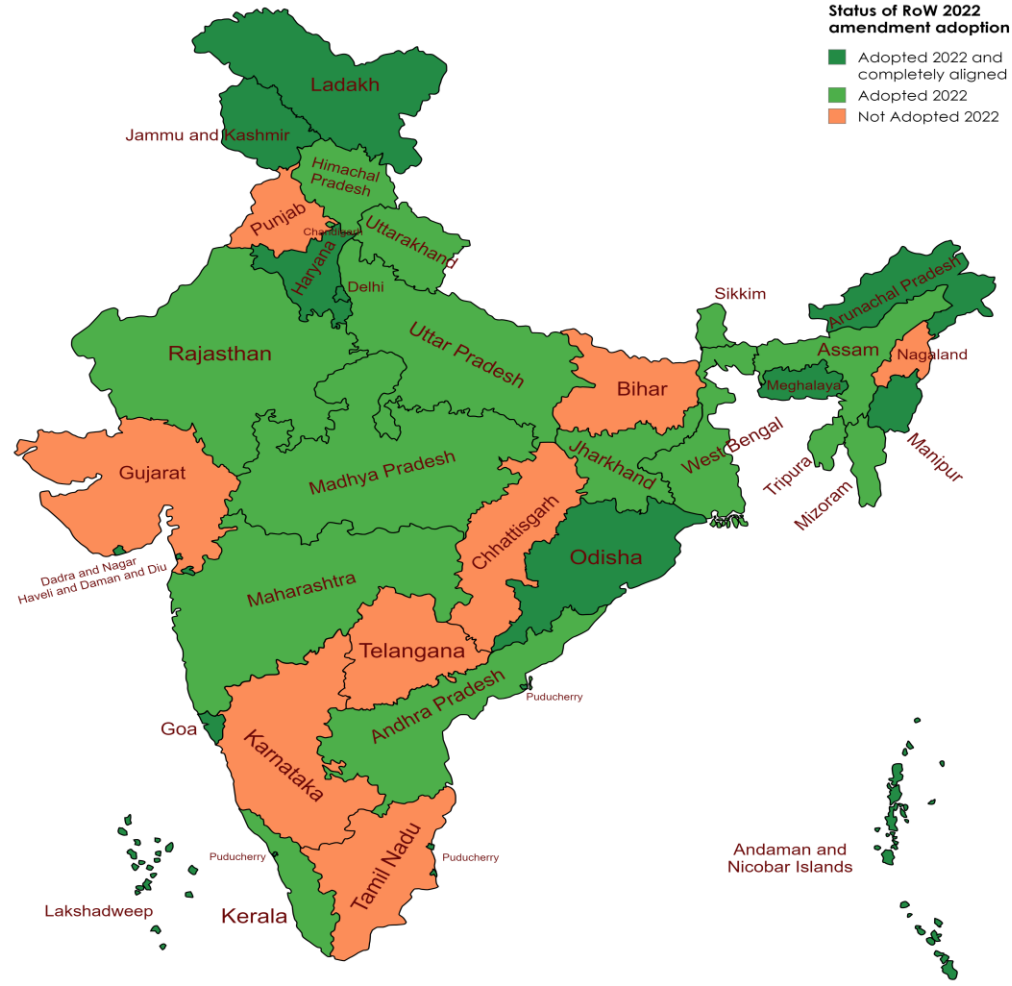 Status of RoW 2022
amendment adoption
Adopted 2022 and
completely aligned
Adopted 2022
Not Adopted 2022
Ladakh
Jammu and Kashmir
Himachal
Pradesh
Punjab
Chandigarh
Uttarakhand
Haryana
Delhi
Sikkim
Arunachal Pradesh
Rajasthan
Uttar Pradesh
Assam
Nagaland
Bihar
Meghalaya
Manipur
Gujarat
Madhya Pradesh
Jharkhand
West Bengal
Tripura
Mizoram
Chhattisgarh
Odisha
Dadra and Nagar
Haveli and Daman and Diu
Maharashtra
Telangana
Andhra Pradesh
Puducherry
Goa
Karnataka
Puducherry
Tamil Nadu
Puducherry
Andaman and
Nicobar Islands
Lakshadweep
Kerala